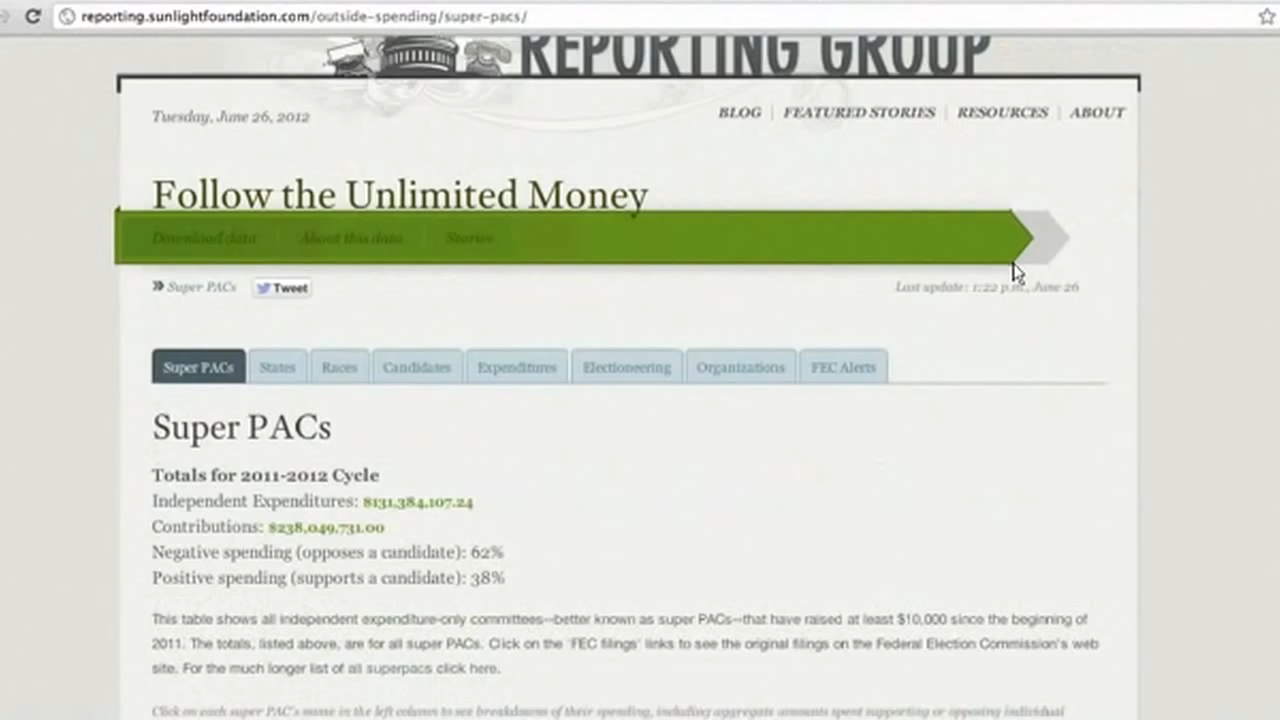 reporting.sunlightfoundation.com/outside-spending/super-pacs/
REPORTING GROUP
Tuesday, June 26, 2012
BLOG | FEATURED STORIES | RESOURCES | ABOUT
Follow the Unlimited Money
Download data About this data Stories
» Super PACs Tweet Last update: 1:22 p.m., June 26
Super PACs States Races Candidates Expenditures Electioneering Organizations FEC Alerts
Super PACs
Totals for 2011-2012 Cycle
Independent Expenditures: $131,384,107.24
Contributions: $238,049,731.00
Negative spending (opposes a candidate): 62%
Positive spending (supports a candidate): 38%
This table shows all independent expenditure-only committees--better known as super PACs--that have raised at least $10,000 since the beginning of
2011. The totals, listed above, are for all super PACs. Click on the 'FEC filings' links to see the original filings on the Federal Election Commission's web
site. For the much longer list of all superpacs click here.
Click on each super PAC's name in the left column to see breakdowns of their spending, including aggregate amounts spent supporting or opposing individual